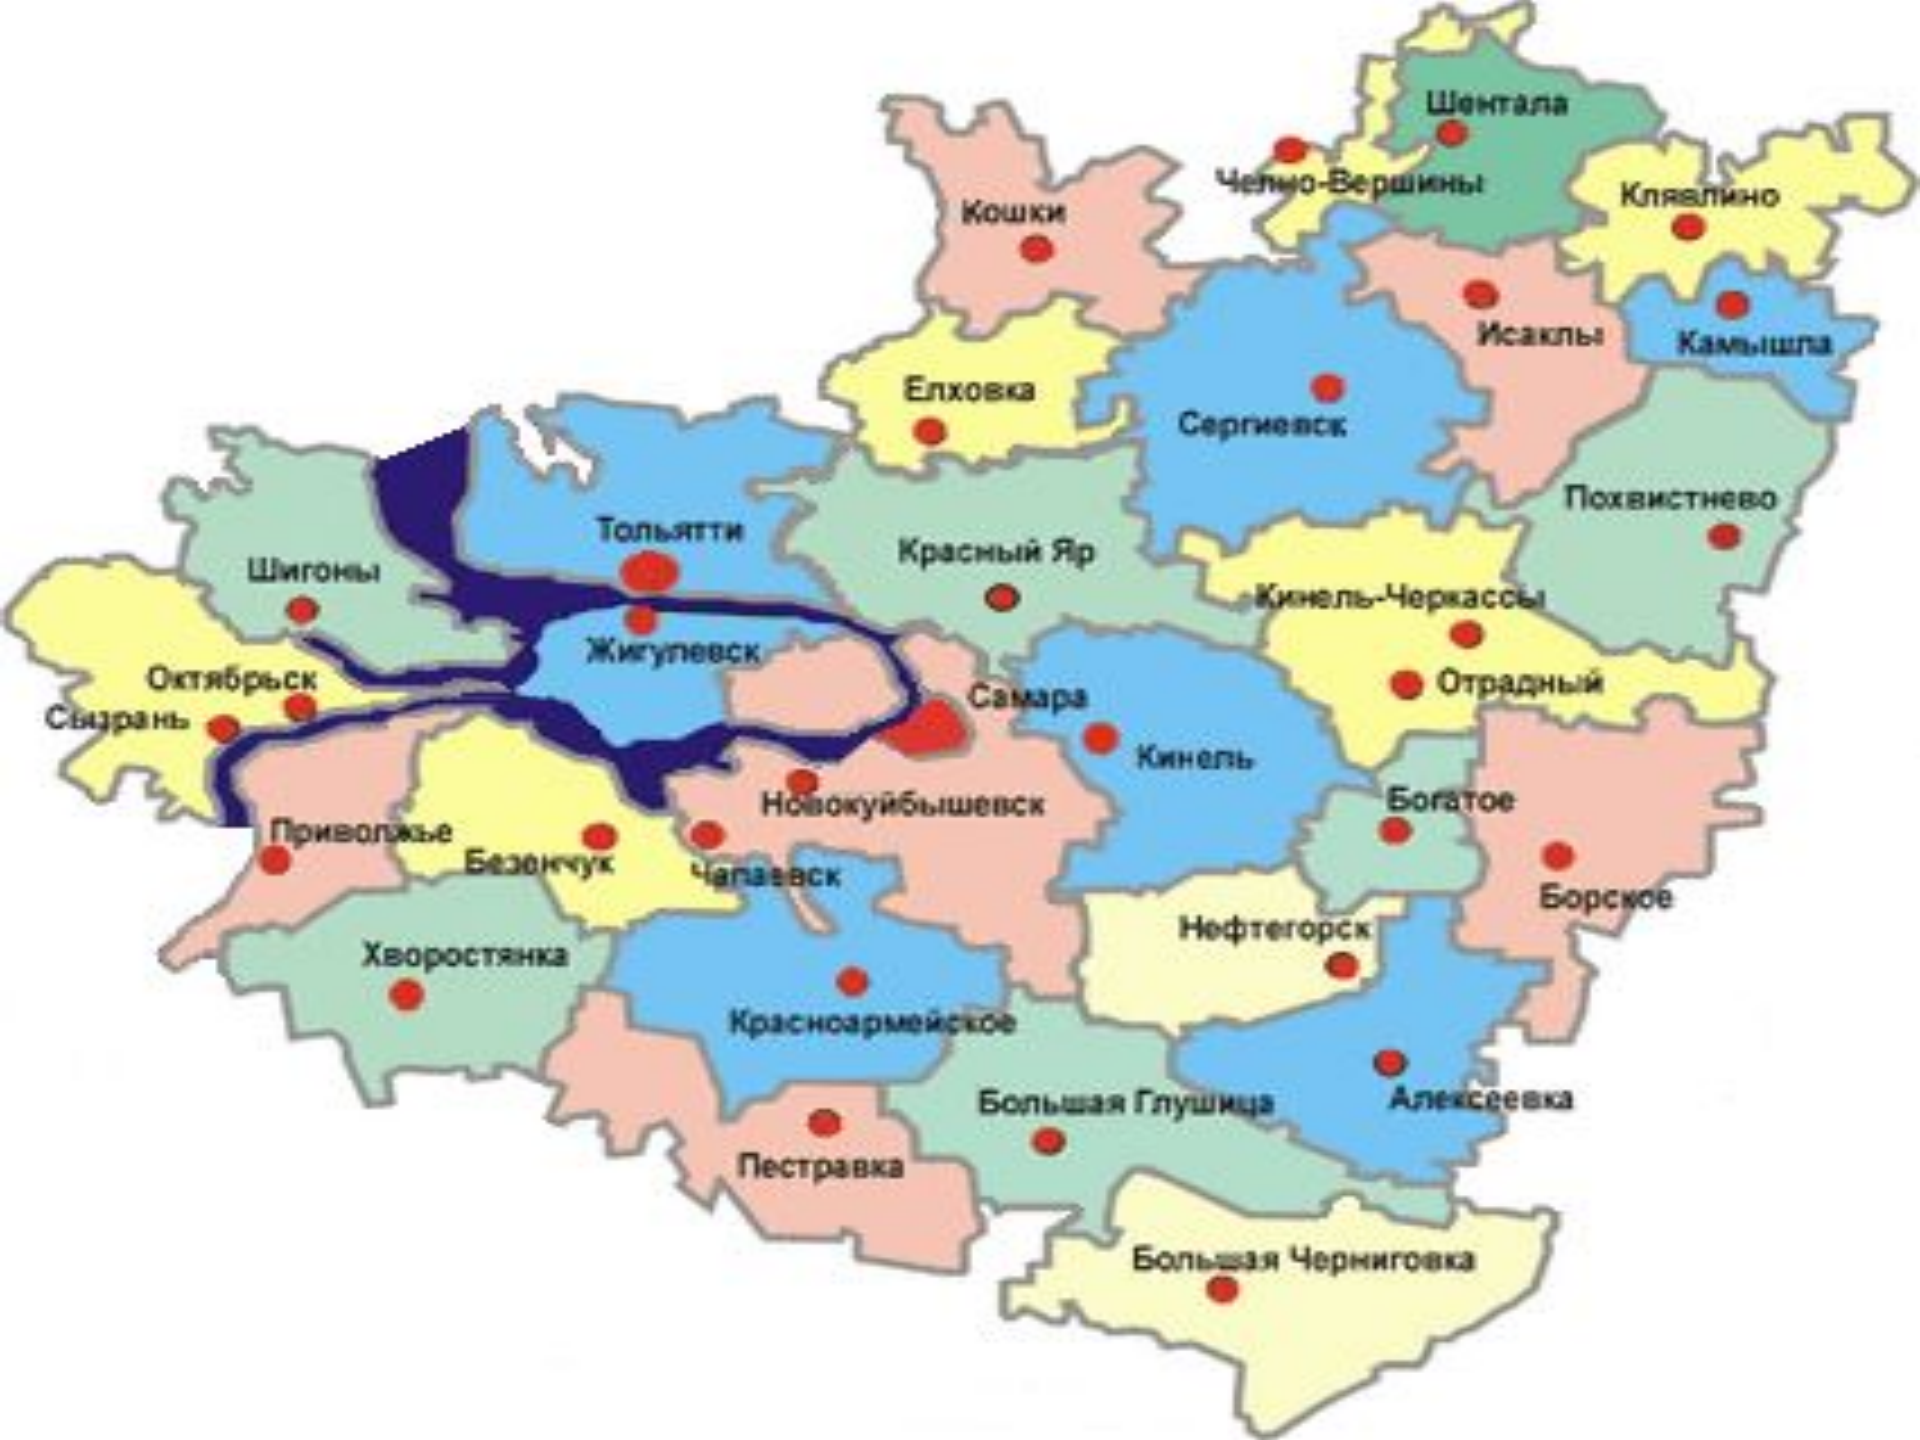 Шентала
Челно-Вершины
Клявлино
Кошки
Исаклы
Камышла
Елховка
Сергиевск
Похвистнево
Тольятти
Красный Яр
Шигоны
Кинель-Черкассы
Жигулевск
Октябрьск
Отрадный
Самара
Сызрань
Кинель
Новокуйбышевск
Богатое
Приволжье
Безенчук
Чапаевск
Борское
Нефтегорск
Хворостянка
Красноармейское
Алексеевка
Большая Глушица
Пестравка
Большая Черниговка